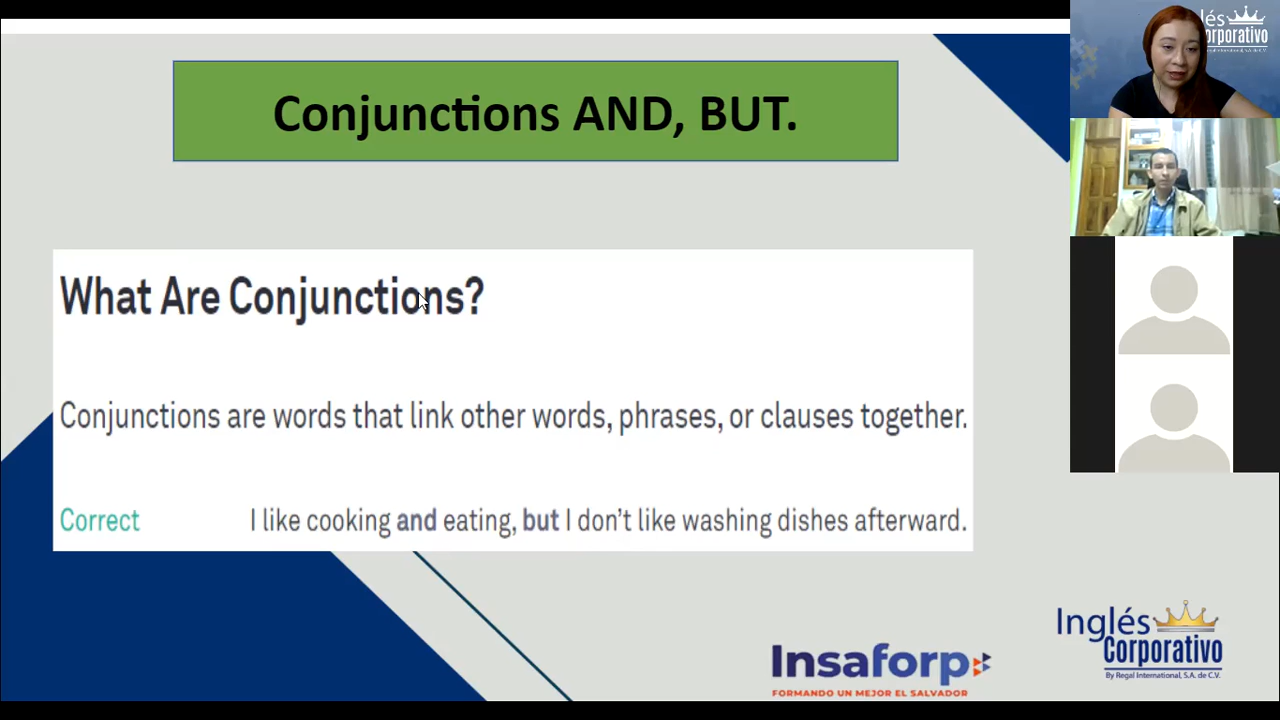 Conjunctions AND, BUT.
What Are Conjunctions?
Conjunctions are words that link other words, phrases, or clauses together.
Correct I like cooking and eating, but I don't like washing dishes afterward.
Insaforp
FORMANDO UN MEJOR EL SALVADOR
Inglés
Corporativo
By Regal International, S.A. de C.V.